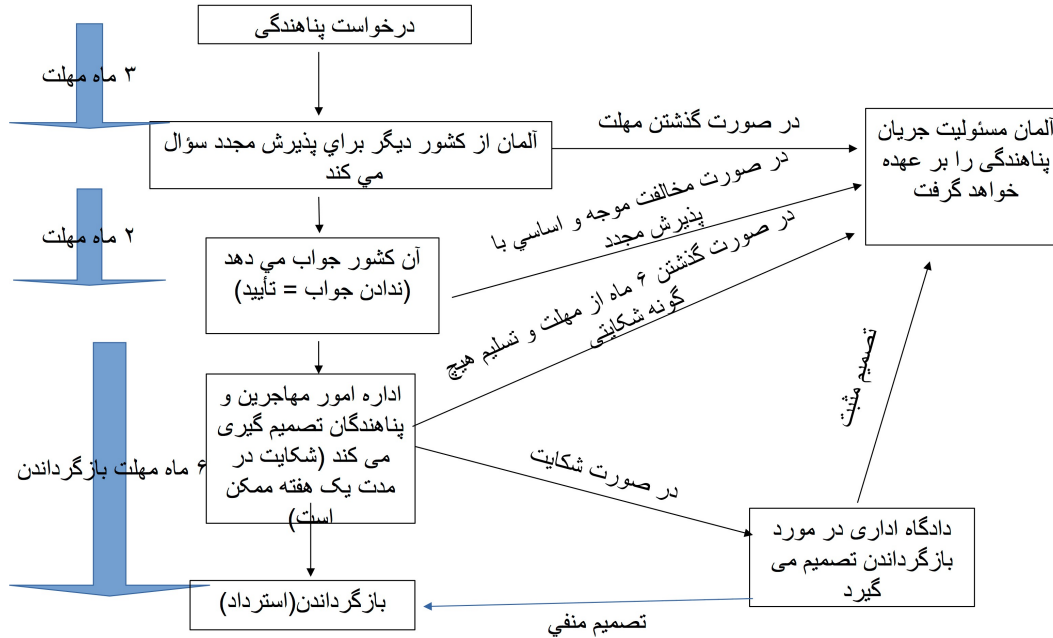 درخواست پناهندگی
۳ ماه مهلت
آلمان از کشور دیگر براي پذیرش مجدد سؤال
مي کند
در صورت گذشتن مهلت
آلمان مسئولیت جریان
پناهندگی را بر عهده
خواهد گرفت
۲ ماه مهلت
آن کشور جواب مي دهد
(ندادن جواب = تأیید)
در صورت مخالفت موجه و اساسي با
پذیرش مجدد
در صورت گذشتن ۶ ماه از مهلت و تسلیم هیچ
گونه شکایتی
۶ ماه مهلت بازگرداندن
اداره امور مهاجرین و
پناهندگان تصمیم گیری
می کند (شکایت در
مدت یک هفته ممکن
است)
در صورت شکایت
تصمیم مثبت
دادگاه اداری در مورد
بازگرداندن تصمیم می
گیرد
بازگرداندن(استرداد)
تصمیم منفي